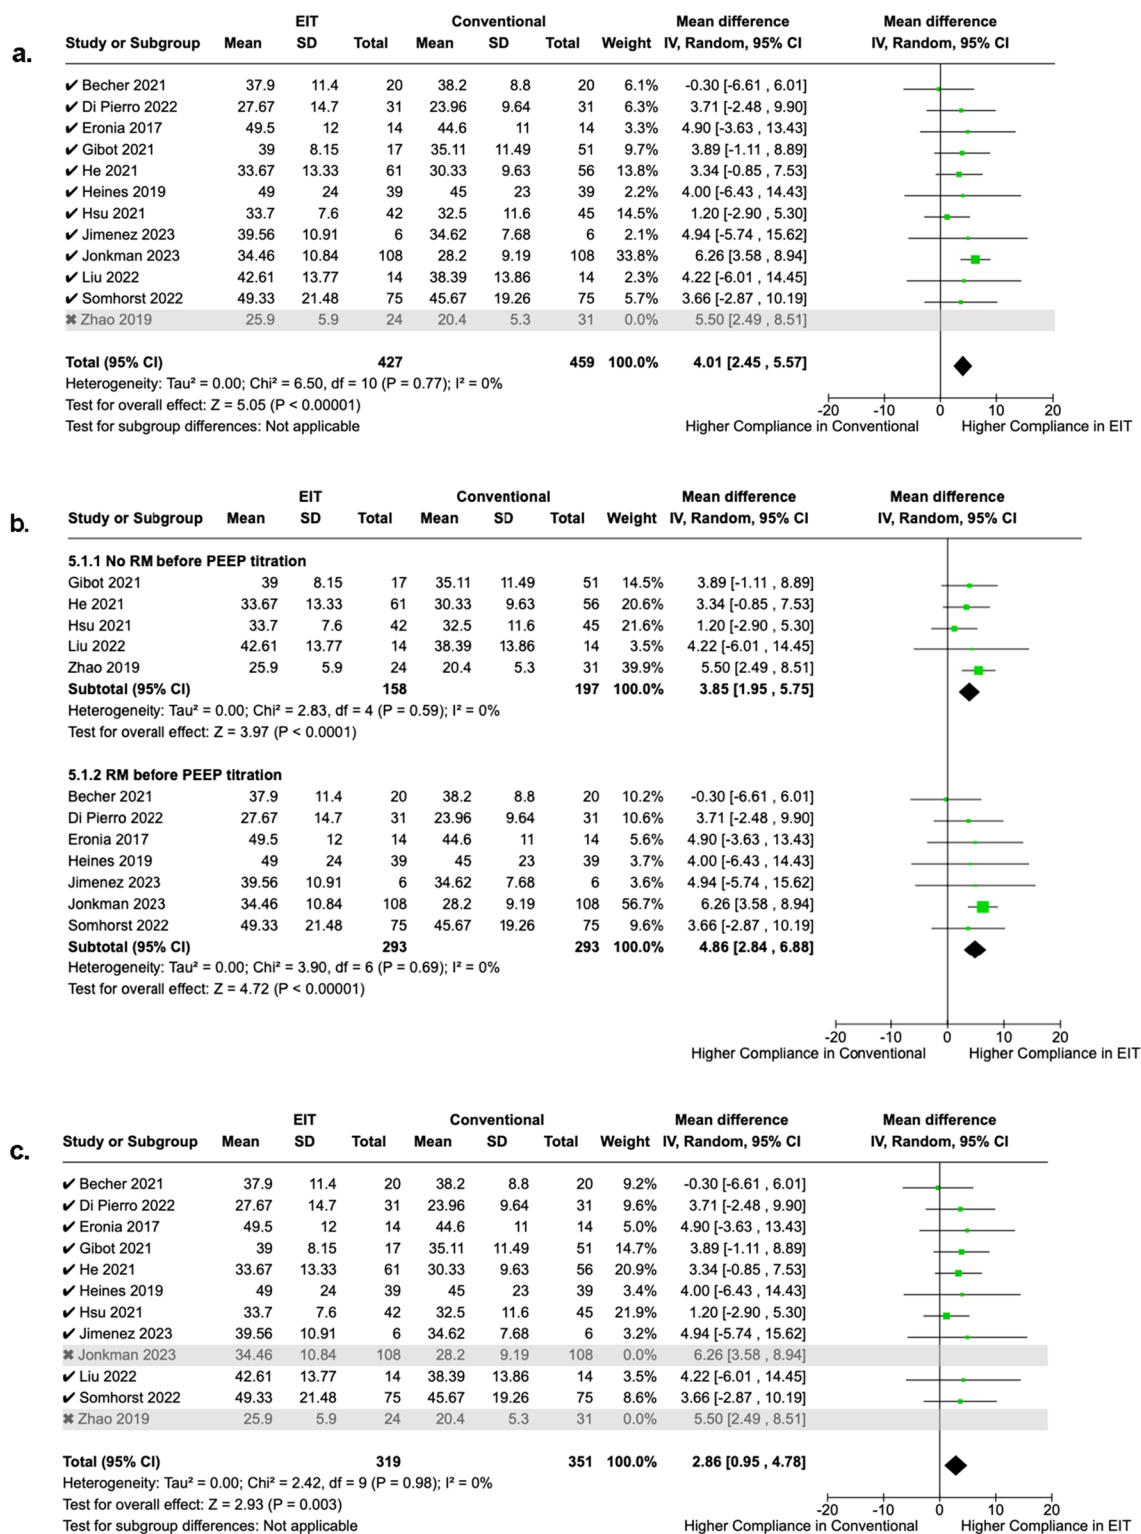 a.
EIT Conventional Mean difference Mean difference
Study or Subgroup Mean SD Total Mean SD Total Weight IV, Random, 95% CI IV, Random, 95% CI
✔ Becher 2021 37.9 11.4 20 38.2 8.8 20 6.1% -0.30 [-6.61 , 6.01]
✔ Di Pierro 2022 27.67 14.7 31 23.96 9.64 31 6.3% 3.71 [-2.48 , 9.90]
✔ Eronia 2017 49.5 12 14 44.6 11 14 3.3% 4.90 [-3.63 , 13.43]
✔ Gibot 2021 39 8.15 17 35.11 11.49 51 9.7% 3.89 [-1.11 , 8.89]
✔ He 2021 33.67 13.33 61 30.33 9.63 56 13.8% 3.34 [-0.85 , 7.53]
✔ Heines 2019 49 24 39 45 23 39 2.2% 4.00 [-6.43 , 14.43]
✔ Hsu 2021 33.7 7.6 42 32.5 11.6 45 14.5% 1.20 [-2.90 , 5.30]
✔ Jimenez 2023 39.56 10.91 6 34.62 7.68 6 2.1% 4.94 [-5.74 , 15.62]
✔ Jonkman 2023 34.46 10.84 108 28.2 9.19 108 33.8% 6.26 [3.58 , 8.94]
✔ Liu 2022 42.61 13.77 14 38.39 13.86 14 2.3% 4.22 [-6.01 , 14.45]
✔ Somhorst 2022 49.33 21.48 75 45.67 19.26 75 5.7% 3.66 [-2.87 , 10.19]
✖ Zhao 2019 25.9 5.9 24 20.4 5.3 31 0.0% 5.50 [2.49 , 8.51]
Total (95% CI) 427 459 100.0% 4.01 [2.45 , 5.57]
Heterogeneity: Tau² = 0.00; Chi² = 6.50, df = 10 (P = 0.77); I² = 0%
Test for overall effect: Z = 5.05 (P < 0.00001)
Test for subgroup differences: Not applicable
-20 -10 0 10 20
Higher Compliance in Conventional Higher Compliance in EIT
b.
EIT Conventional Mean difference Mean difference
Study or Subgroup Mean SD Total Mean SD Total Weight IV, Random, 95% CI IV, Random, 95% CI
5.1.1 No RM before PEEP titration
Gibot 2021 39 8.15 17 35.11 11.49 51 14.5% 3.89 [-1.11 , 8.89]
He 2021 33.67 13.33 61 30.33 9.63 56 20.6% 3.34 [-0.85 , 7.53]
Hsu 2021 33.7 7.6 42 32.5 11.6 45 21.6% 1.20 [-2.90 , 5.30]
Liu 2022 42.61 13.77 14 38.39 13.86 14 3.5% 4.22 [-6.01 , 14.45]
Zhao 2019 25.9 5.9 24 20.4 5.3 31 39.9% 5.50 [2.49 , 8.51]
Subtotal (95% CI) 158 197 100.0% 3.85 [1.95 , 5.75]
Heterogeneity: Tau² = 0.00; Chi² = 2.83, df = 4 (P = 0.59); I² = 0%
Test for overall effect: Z = 3.97 (P < 0.0001)
5.1.2 RM before PEEP titration
Becher 2021 37.9 11.4 20 38.2 8.8 20 10.2% -0.30 [-6.61 , 6.01]
Di Pierro 2022 27.67 14.7 31 23.96 9.64 31 10.6% 3.71 [-2.48 , 9.90]
Eronia 2017 49.5 12 14 44.6 11 14 5.6% 4.90 [-3.63 , 13.43]
Heines 2019 49 24 39 45 23 39 3.7% 4.00 [-6.43 , 14.43]
Jimenez 2023 39.56 10.91 6 34.62 7.68 6 3.6% 4.94 [-5.74 , 15.62]
Jonkman 2023 34.46 10.84 108 28.2 9.19 108 56.7% 6.26 [3.58 , 8.94]
Somhorst 2022 49.33 21.48 75 45.67 19.26 75 9.6% 3.66 [-2.87 , 10.19]
Subtotal (95% CI) 293 293 100.0% 4.86 [2.84 , 6.88]
Heterogeneity: Tau² = 0.00; Chi² = 3.90, df = 6 (P = 0.69); I² = 0%
Test for overall effect: Z = 4.72 (P < 0.00001)
-20 -10 0 10 20
Higher Compliance in Conventional Higher Compliance in EIT
c.
EIT Conventional Mean difference Mean difference
Study or Subgroup Mean SD Total Mean SD Total Weight IV, Random, 95% CI IV, Random, 95% CI
✔ Becher 2021 37.9 11.4 20 38.2 8.8 20 9.2% -0.30 [-6.61 , 6.01]
✔ Di Pierro 2022 27.67 14.7 31 23.96 9.64 31 9.6% 3.71 [-2.48 , 9.90]
✔ Eronia 2017 49.5 12 14 44.6 11 14 5.0% 4.90 [-3.63 , 13.43]
✔ Gibot 2021 39 8.15 17 35.11 11.49 51 14.7% 3.89 [-1.11 , 8.89]
✔ He 2021 33.67 13.33 61 30.33 9.63 56 20.9% 3.34 [-0.85 , 7.53]
✔ Heines 2019 49 24 39 45 23 39 3.4% 4.00 [-6.43 , 14.43]
✔ Hsu 2021 33.7 7.6 42 32.5 11.6 45 21.9% 1.20 [-2.90 , 5.30]
✔ Jimenez 2023 39.56 10.91 6 34.62 7.68 6 3.2% 4.94 [-5.74 , 15.62]
✖ Jonkman 2023 34.46 10.84 108 28.2 9.19 108 0.0% 6.26 [3.58 , 8.94]
✔ Liu 2022 42.61 13.77 14 38.39 13.86 14 3.5% 4.22 [-6.01 , 14.45]
✔ Somhorst 2022 49.33 21.48 75 45.67 19.26 75 8.6% 3.66 [-2.87 , 10.19]
✖ Zhao 2019 25.9 5.9 24 20.4 5.3 31 0.0% 5.50 [2.49 , 8.51]
Total (95% CI) 319 351 100.0% 2.86 [0.95 , 4.78]
Heterogeneity: Tau² = 0.00; Chi² = 2.42, df = 9 (P = 0.98); I² = 0%
Test for overall effect: Z = 2.93 (P = 0.003)
Test for subgroup differences: Not applicable
-20 -10 0 10 20
Higher Compliance in Conventional Higher Compliance in EIT